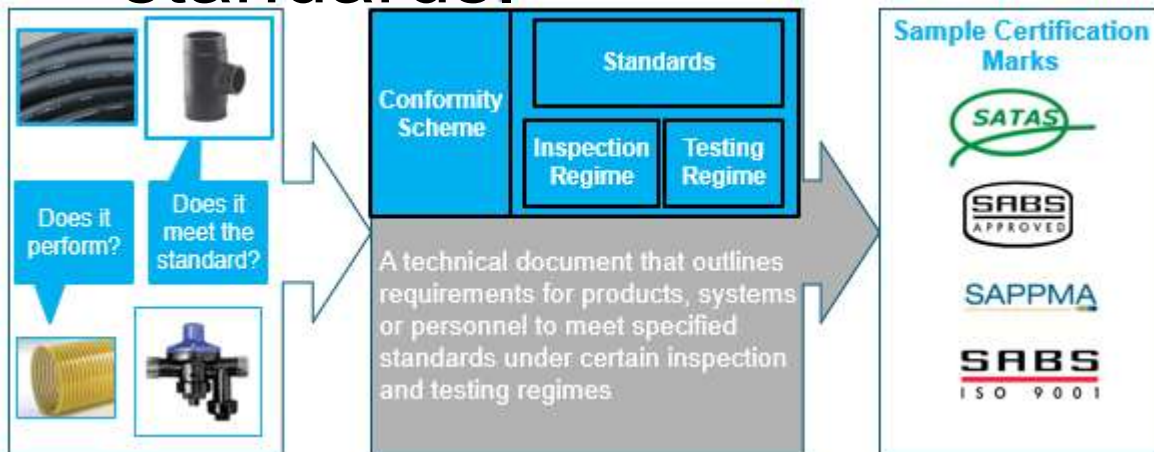 standards?
Does it
perform?
Does it
meet the
standard?
Conformity
Scheme
Standards
Inspection
Regime
Testing
Regime
A technical document that outlines
requirements for products, systems
or personnel to meet specified
standards under certain inspection
and testing regimes
Sample Certification
Marks
SATAS
SABS
APPROVED
SAPPMA
SABS
ISO 9001